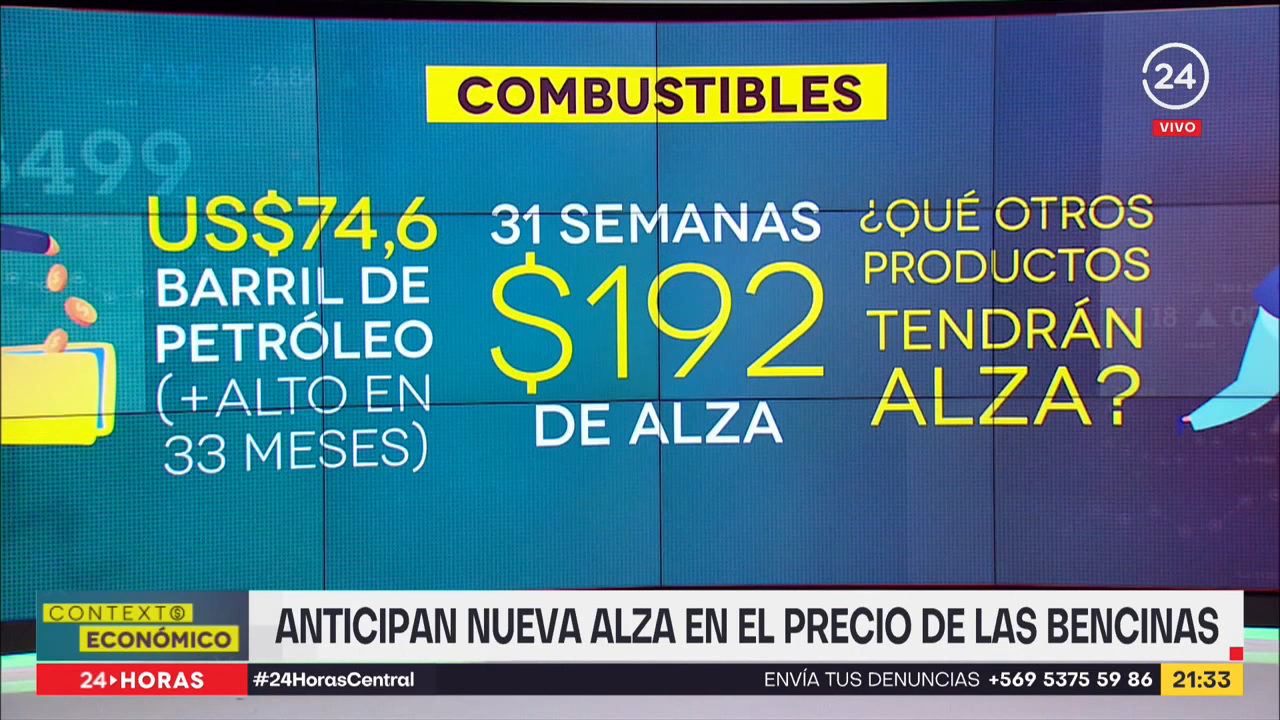 COMBUSTIBLES
24
VIVO
499
US$74,6
BARRIL DE
PETRÓLEO
(+ALTO EN
33 MESES)
31 SEMANAS
$192
DE ALZA
¿QUÉ OTROS
PRODUCTOS
TENDRÁN
ALZA?
CONTEXTO
ECONÓMICO
ANTICIPAN NUEVA ALZA EN EL PRECIO DE LAS BENCINAS
24 HORAS
#24HorasCentral
ENVÍA TUS DENUNCIAS +569 5375 59 86
21:33